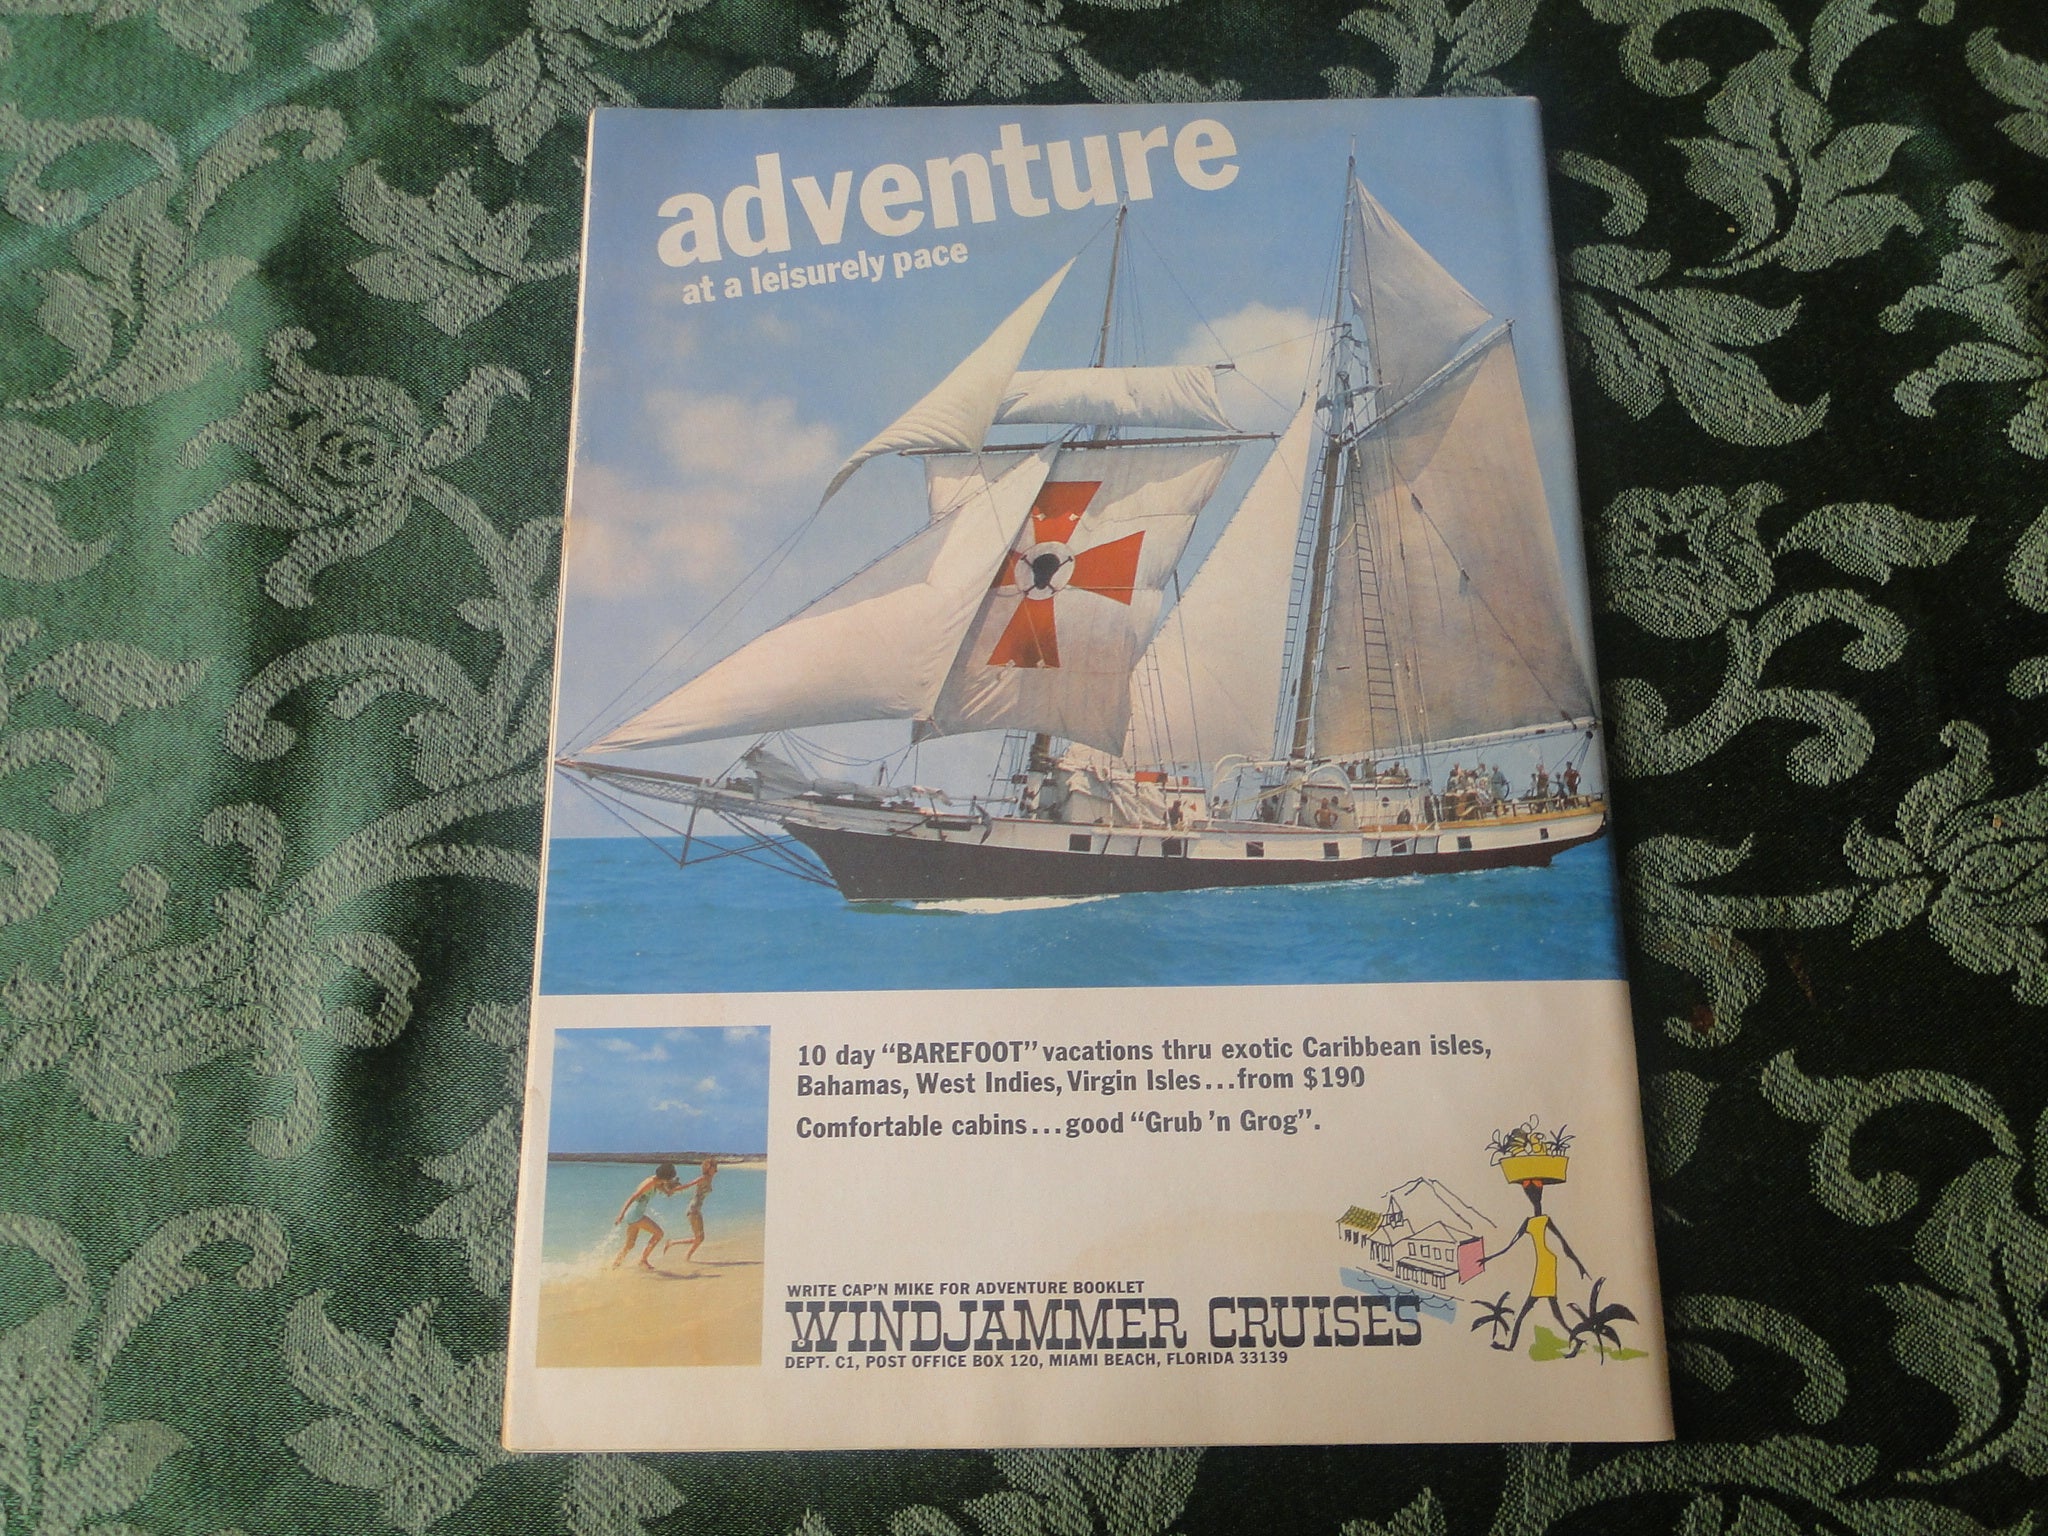 adventure
at a leisurely pace
10 day “BAREFOOT” vacations thru exotic Caribbean isles,
Bahamas, West Indies, Virgin Isles...from $190
Comfortable cabins...good “Grub ’n Grog”.
WRITE CAP’N MIKE FOR ADVENTURE BOOKLET
WINDJAMMER CRUISES
DEPT. C1, POST OFFICE BOX 120, MIAMI BEACH, FLORIDA 33139